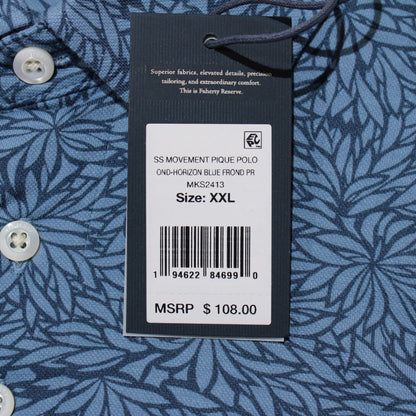 Superior fabrics, elevated details, precision
tailoring, and extraordinary comfort.
This is Faherty Reserve.
SS MOVEMENT PIQUE POLO
OND-HORIZON BLUE FROND PR
MKS2413
Size: XXL
1 94622 84699 0
MSRP $ 108.00